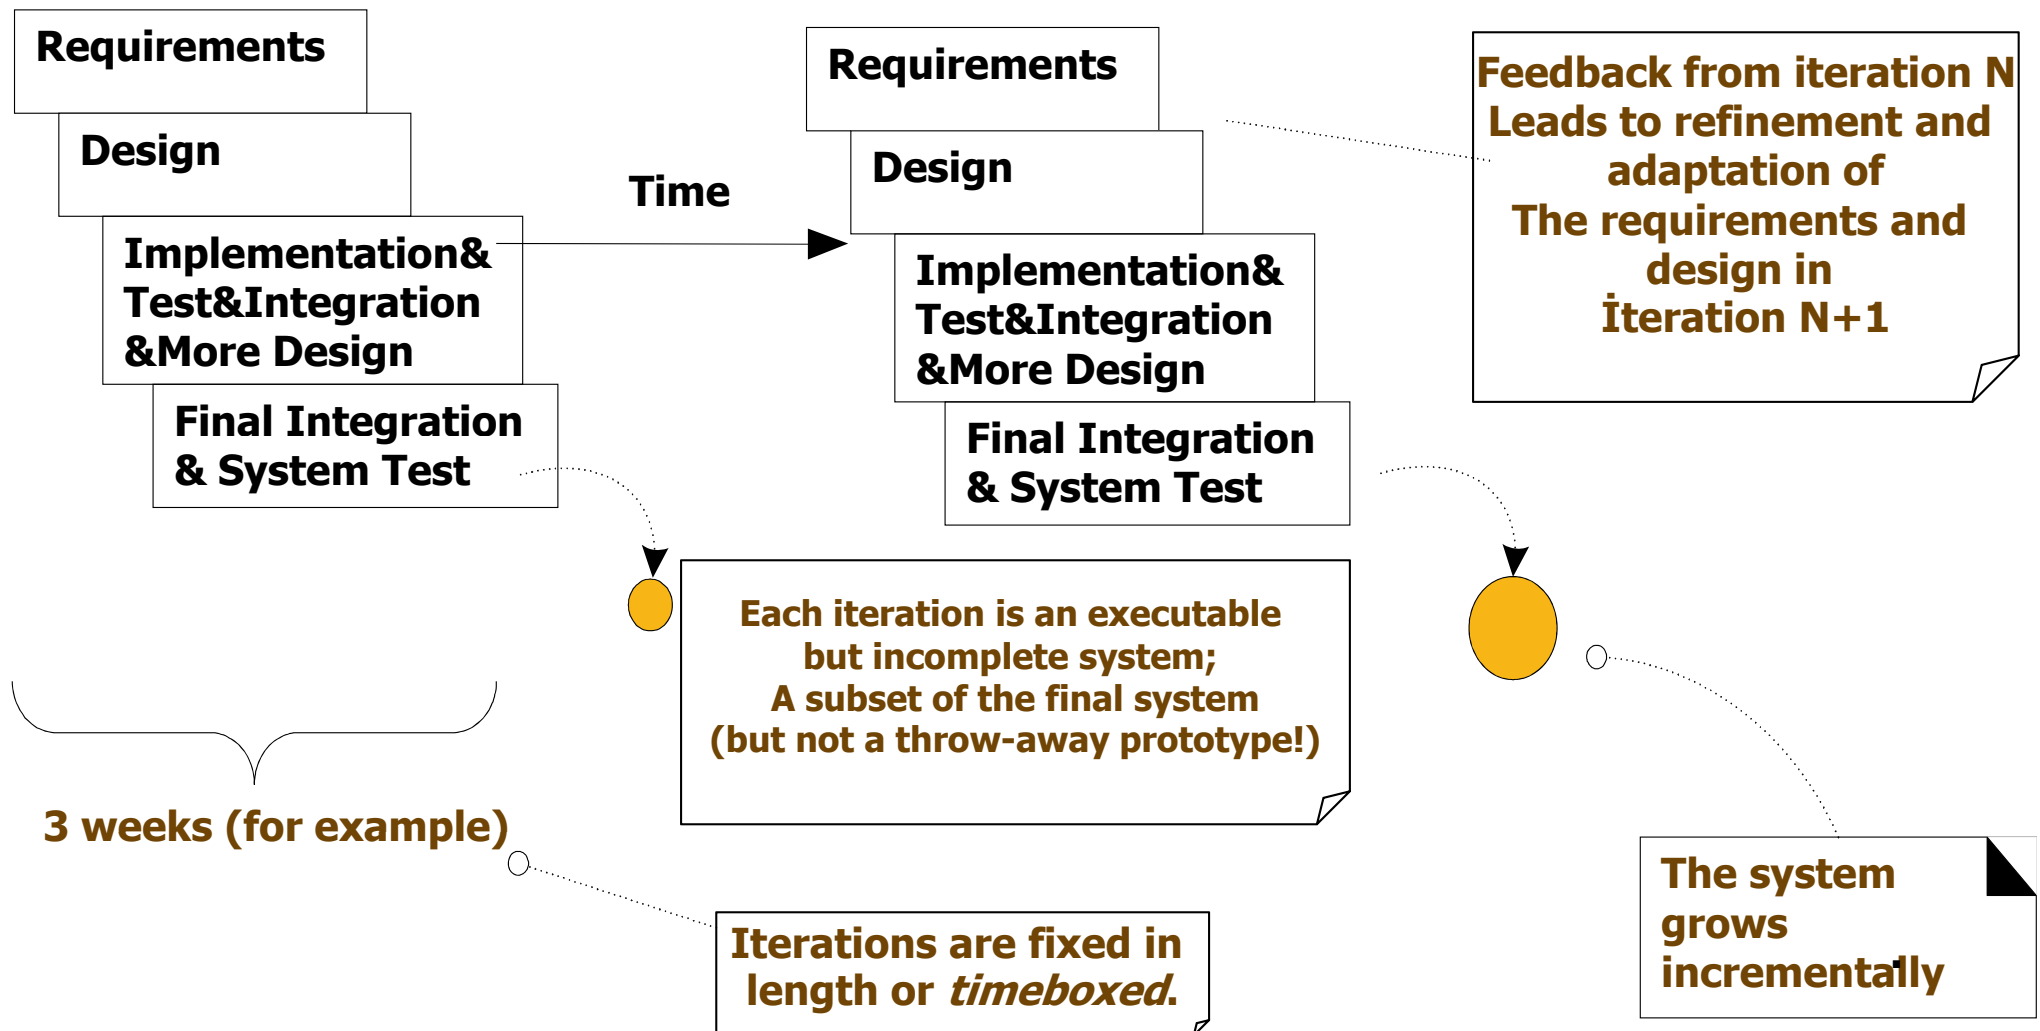 Requirements
Design
Implementation&
Test&Integration
&More Design
Final Integration
& System Test
Time
Requirements
Design
Implementation&
Test&Integration
&More Design
Final Integration
& System Test
Feedback from iteration N
Leads to refinement and
adaptation of
The requirements and
design in
İteration N+1
Each iteration is an executable
but incomplete system;
A subset of the final system
(but not a throw-away prototype!)
3 weeks (for example)
Iterations are fixed in
length or timeboxed.
The system
grows
incrementally